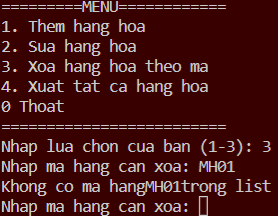 =========MENU============
1. Them hang hoa
2. Sua hang hoa
3. Xoa hang hoa theo ma
4. Xuat tat ca hang hoa
0 Thoat
=========================
Nhap lua chon cua ban (1-3): 3
Nhap ma hang can xoa: MH01
Khong co ma hangMH01trong list
Nhap ma hang can xoa: